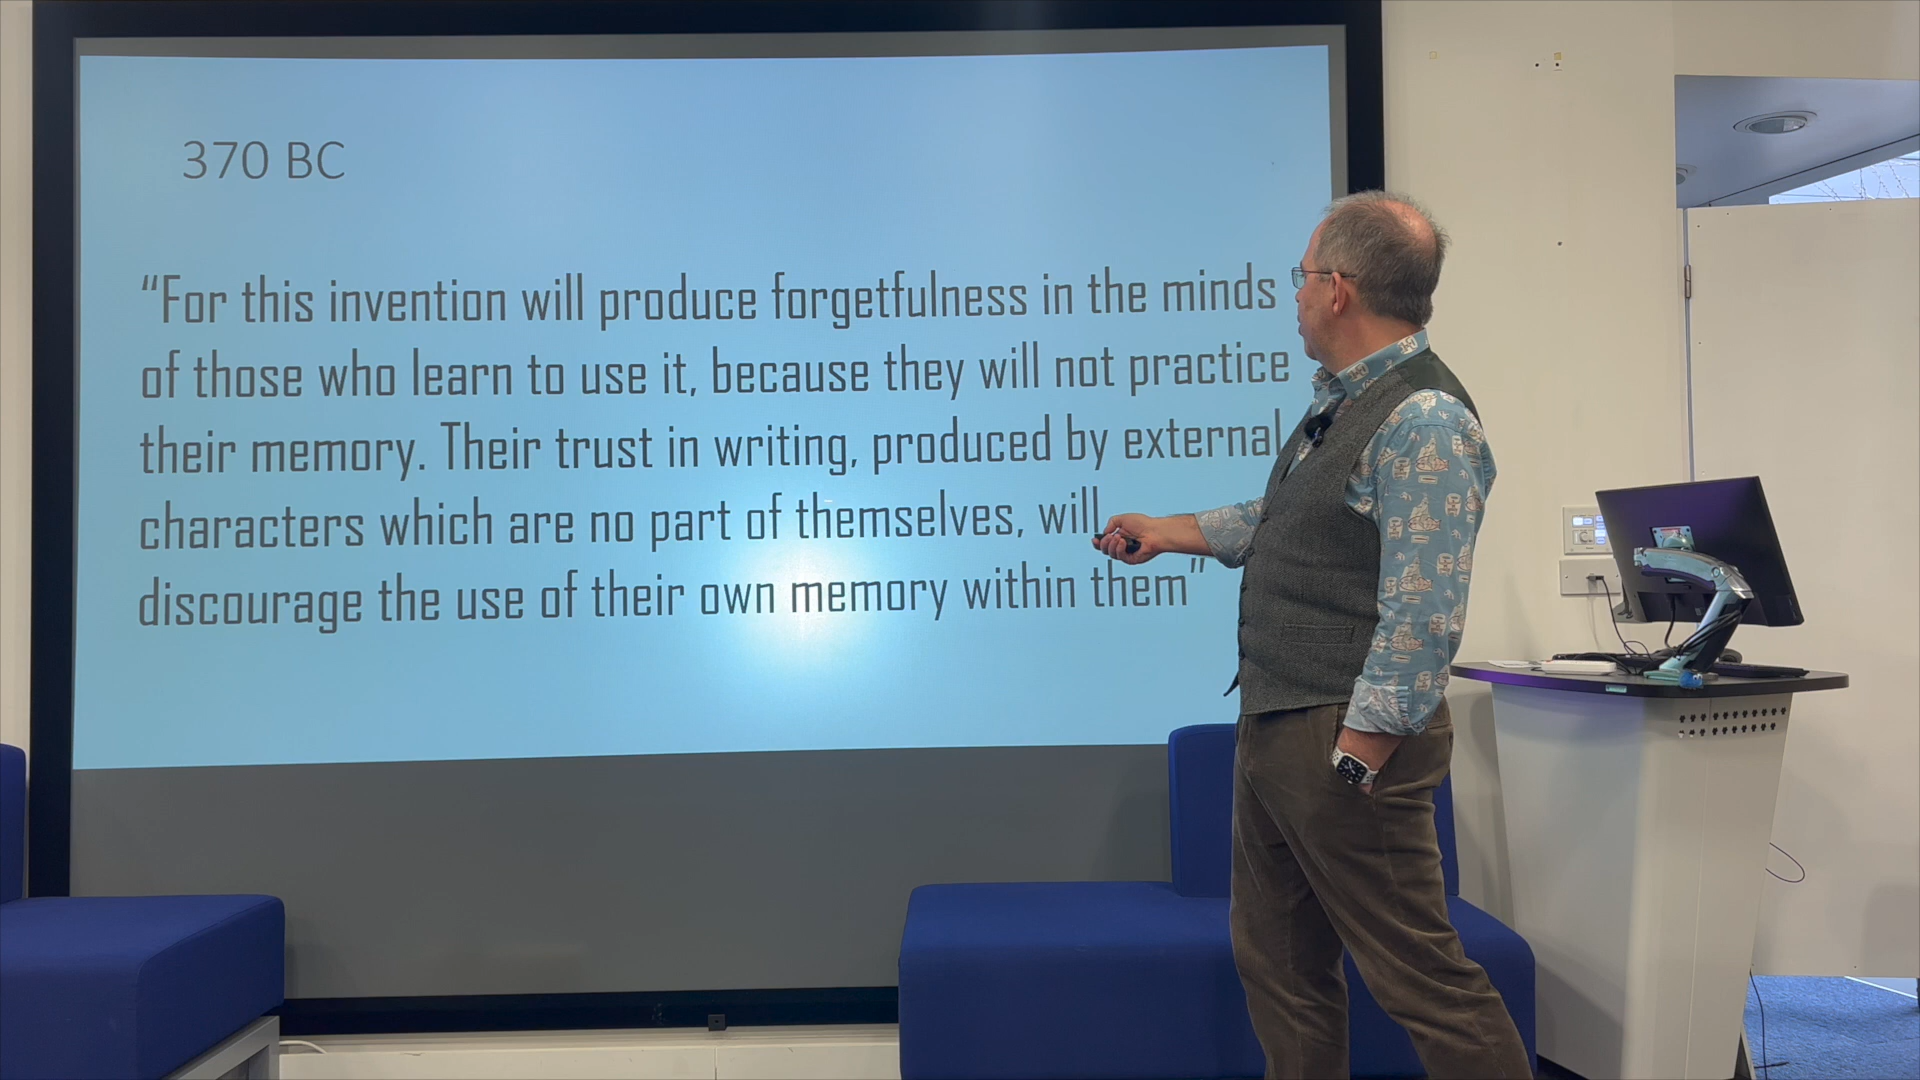 370 BC
“For this invention will produce forgetfulness in the minds
of those who learn to use it, because they will not practice
their memory. Their trust in writing, produced by external
characters which are no part of themselves, will
discourage the use of their own memory within them”